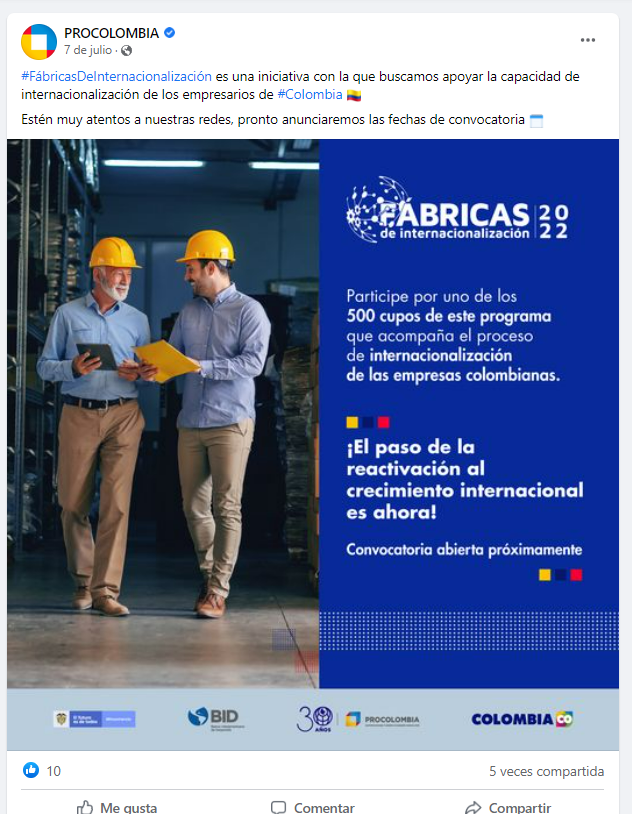 PROCOLOMBIA
7 de julio ·
#FábricasDeInternacionalización es una iniciativa con la que buscamos apoyar la capacidad de
internacionalización de los empresarios de #Colombia
Estén muy atentos a nuestras redes, pronto anunciaremos las fechas de convocatoria
FÁBRICAS
de internacionalización
20
22
Participe por uno de los
500 cupos de este programa
que acompaña el proceso
de internacionalización
de las empresas colombianas.
¡El paso de la
reactivación al
crecimiento internacional
es ahora!
Convocatoria abierta próximamente
El futuro
es de todos
BID
30
AÑOS
PROCOLOMBIA
COLOMBIA CO
10
5 veces compartida
Me gusta
Comentar
Compartir